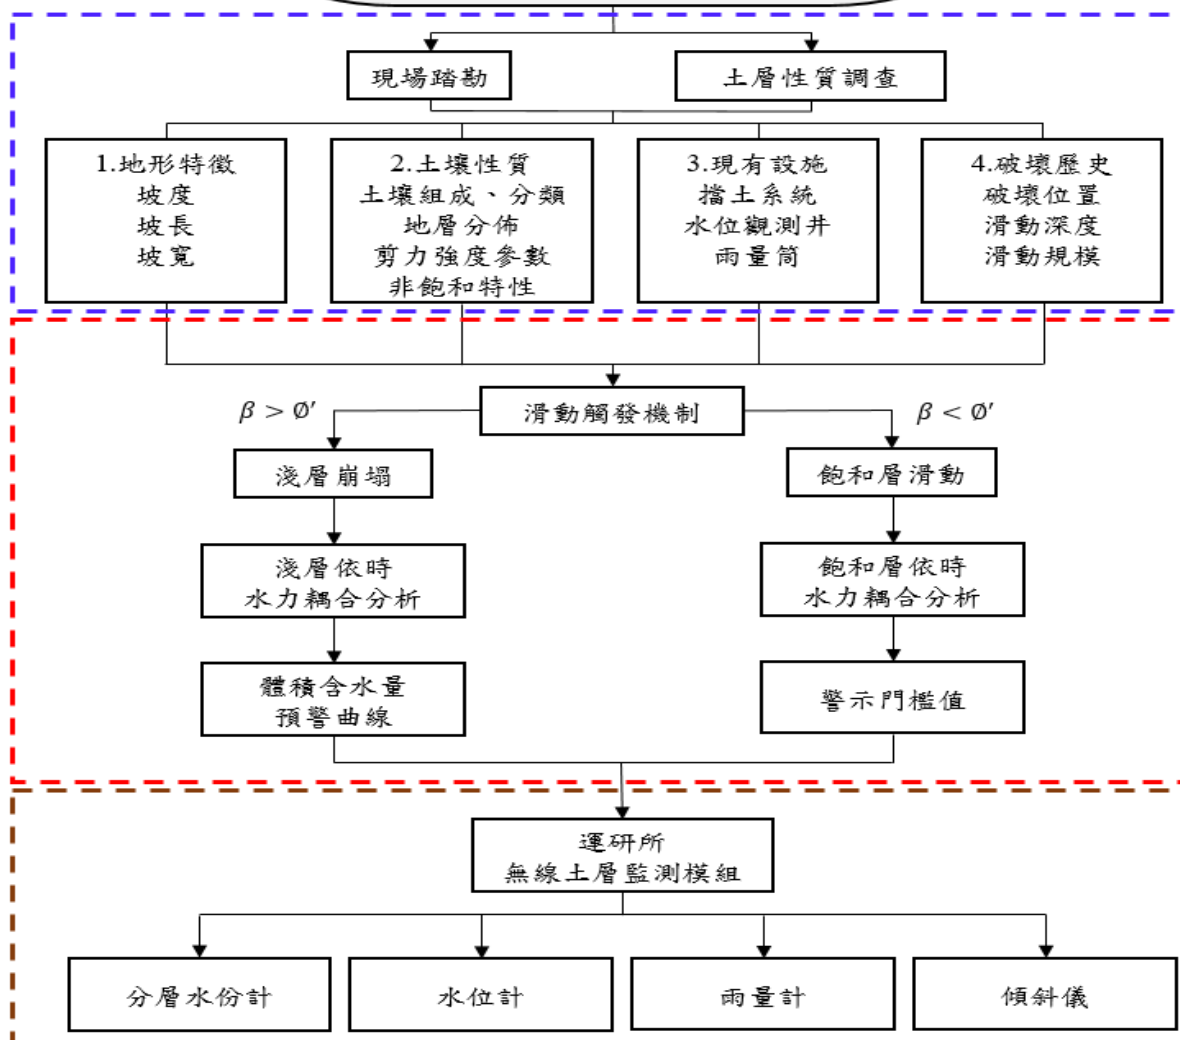 現場踏勘
土層性質調查
1.地形特徵
坡度
坡長
坡寬
2.土壤性質
土壤組成、分類
地層分佈
剪力強度參數
非飽和特性
3.現有設施
擋土系統
水位觀測井
雨量筒
4.破壞歷史
破壞位置
滑動深度
滑動規模
滑動觸發機制
β > Ø′
β < Ø′
淺層崩塌
飽和層滑動
淺層依時
水力耦合分析
飽和層依時
水力耦合分析
體積含水量
預警曲線
警示門檻值
運研所
無線土層監測模組
分層水份計
水位計
雨量計
傾斜儀